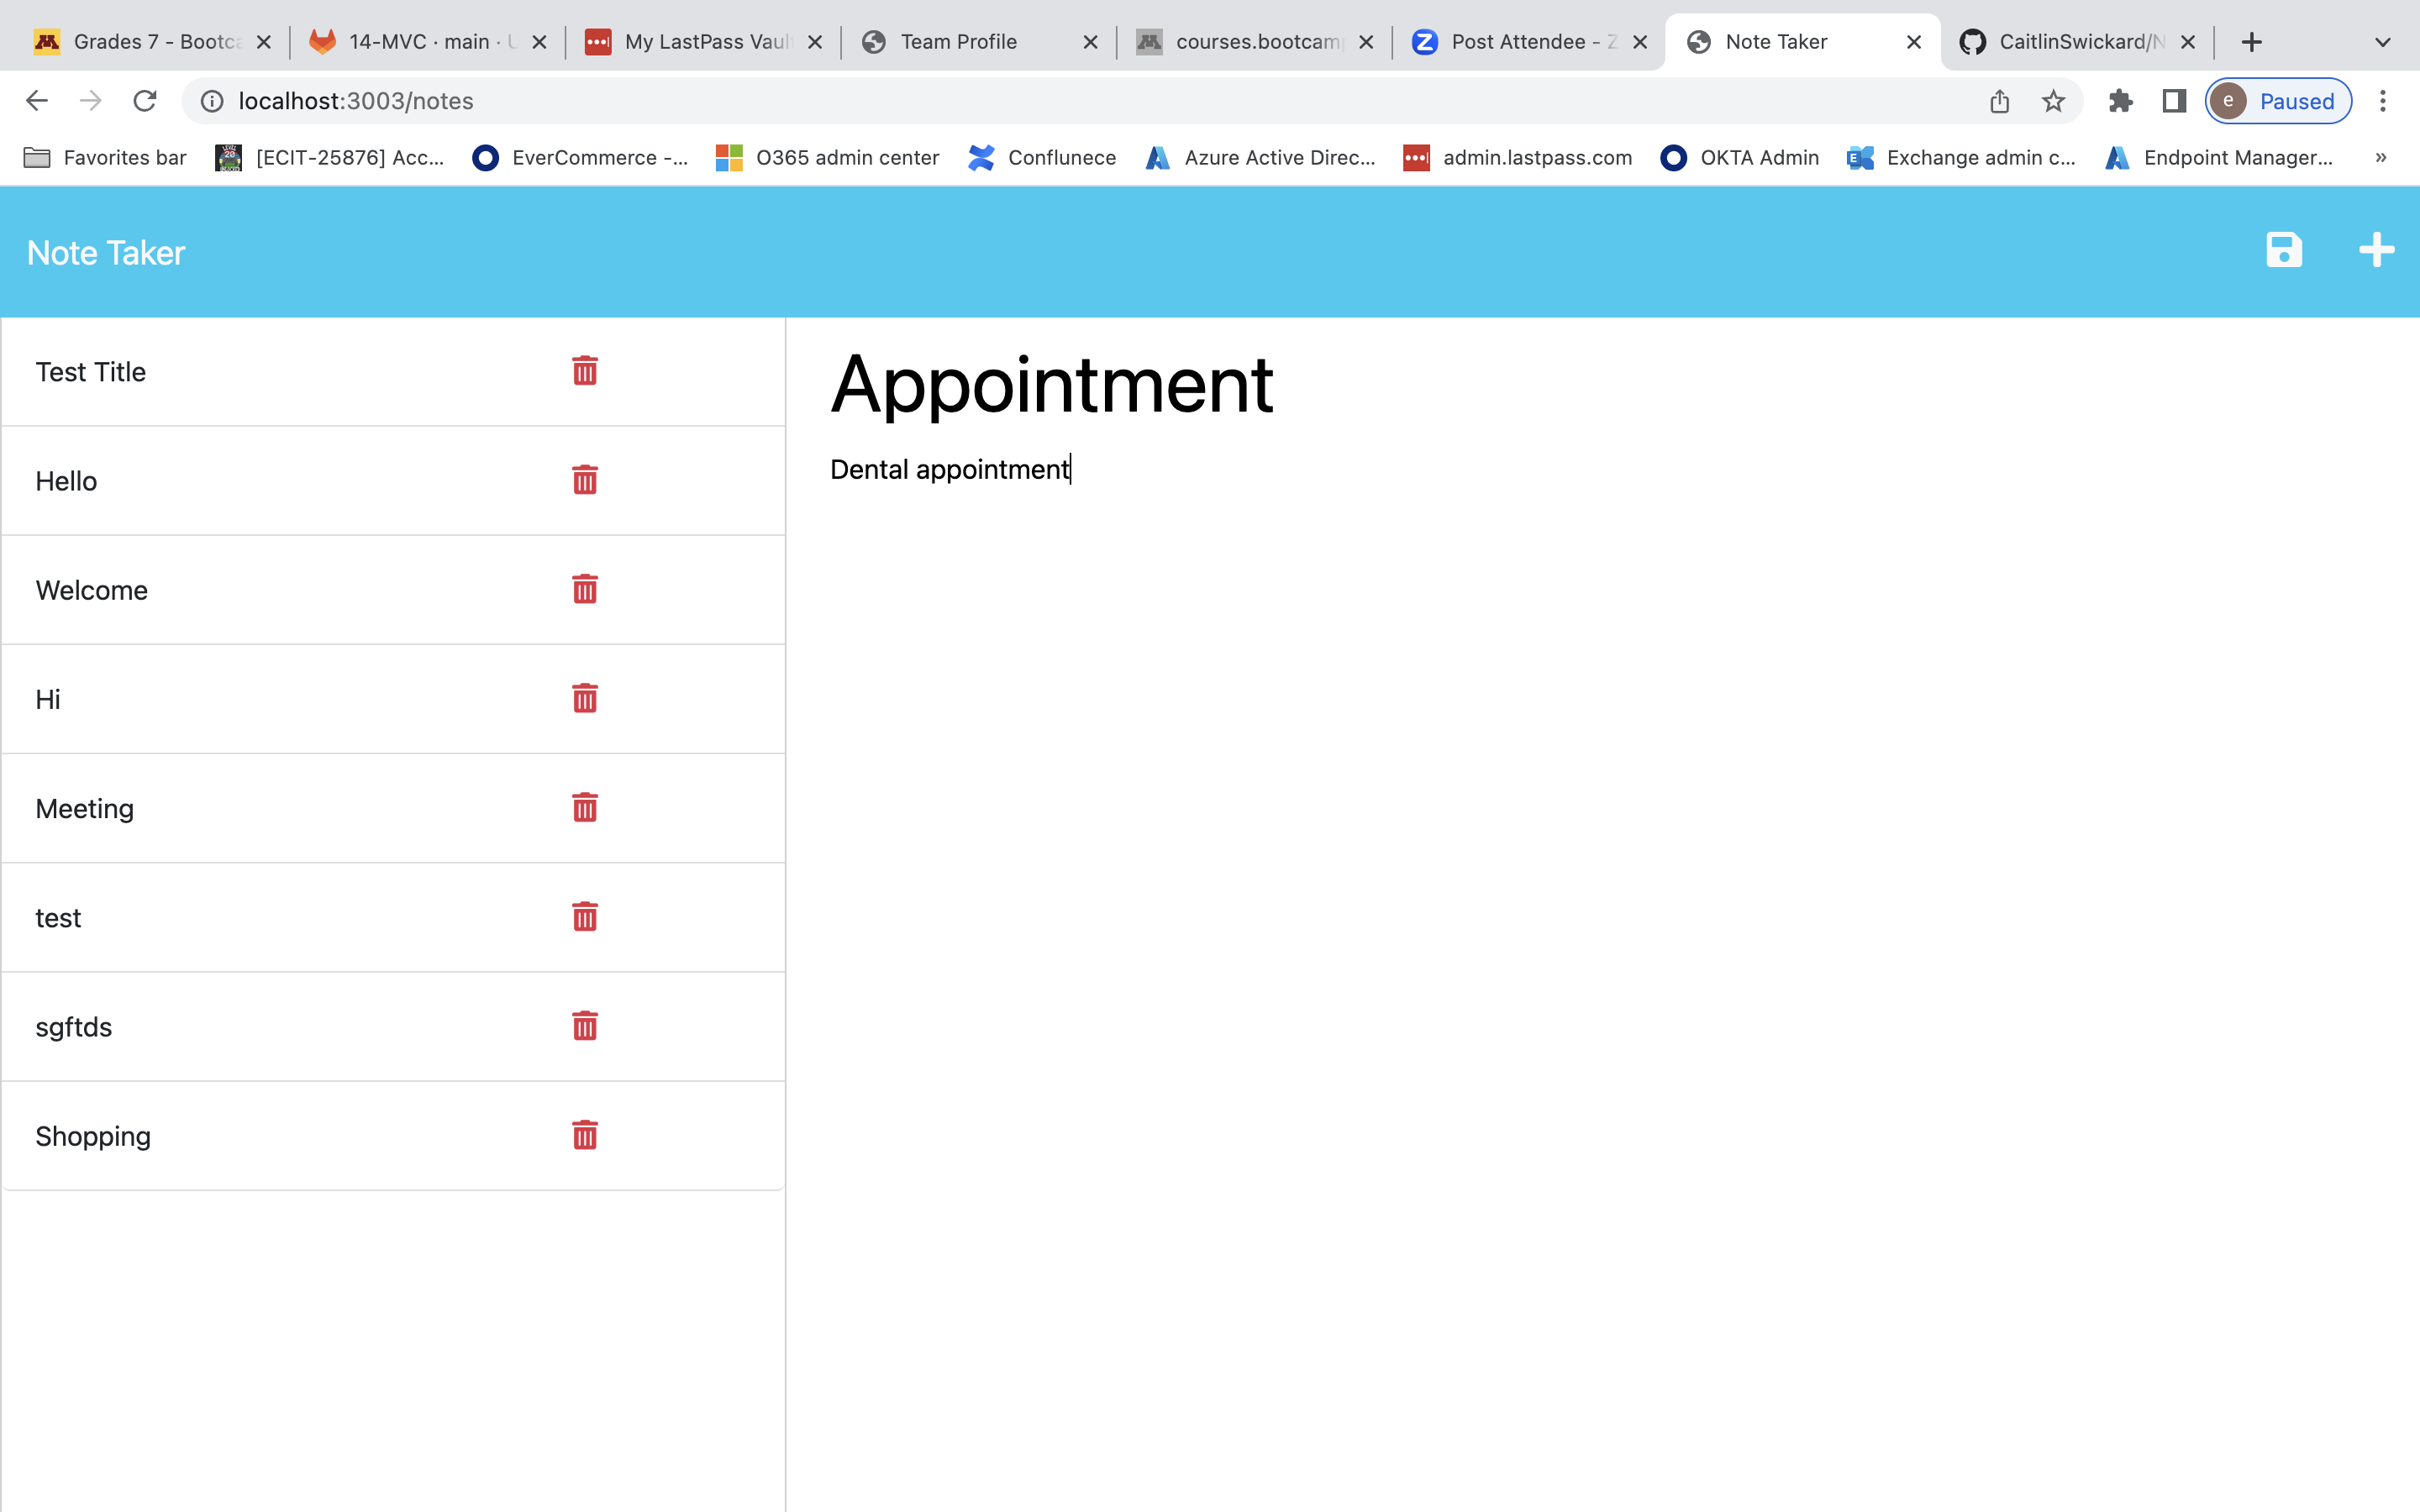 Grades 7 - Bootca
14-MVC · main · U
My LastPass Vault
Team Profile
courses.bootcam
Post Attendee - Z
Note Taker
CaitlinSwickard/N
localhost:3003/notes
e Paused
Favorites bar
[ECIT-25876] Acc...
EverCommerce -...
O365 admin center
Conflunece
Azure Active Direc...
admin.lastpass.com
OKTA Admin
Exchange admin c...
Endpoint Manager...
Note Taker
Test Title
Hello
Welcome
Hi
Meeting
test
sgftds
Shopping
Appointment
Dental appointment